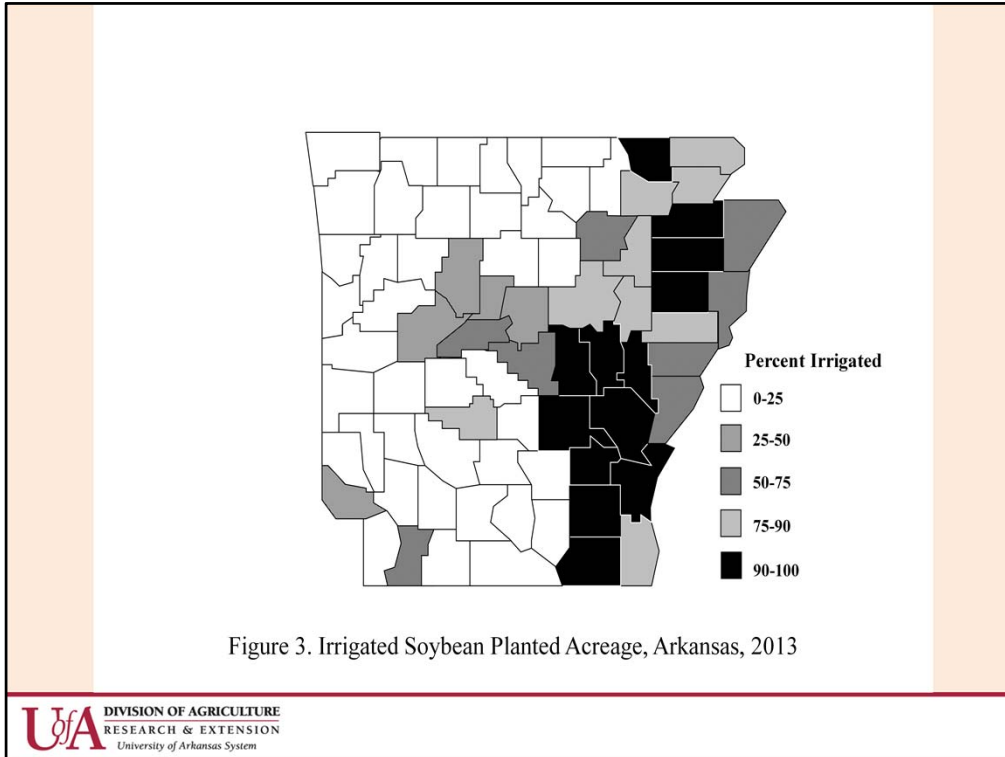 Percent Irrigated
0-25
25-50
50-75
75-90
90-100
Figure 3. Irrigated Soybean Planted Acreage, Arkansas, 2013
UofA DIVISION OF AGRICULTURE
RESEARCH & EXTENSION
University of Arkansas System